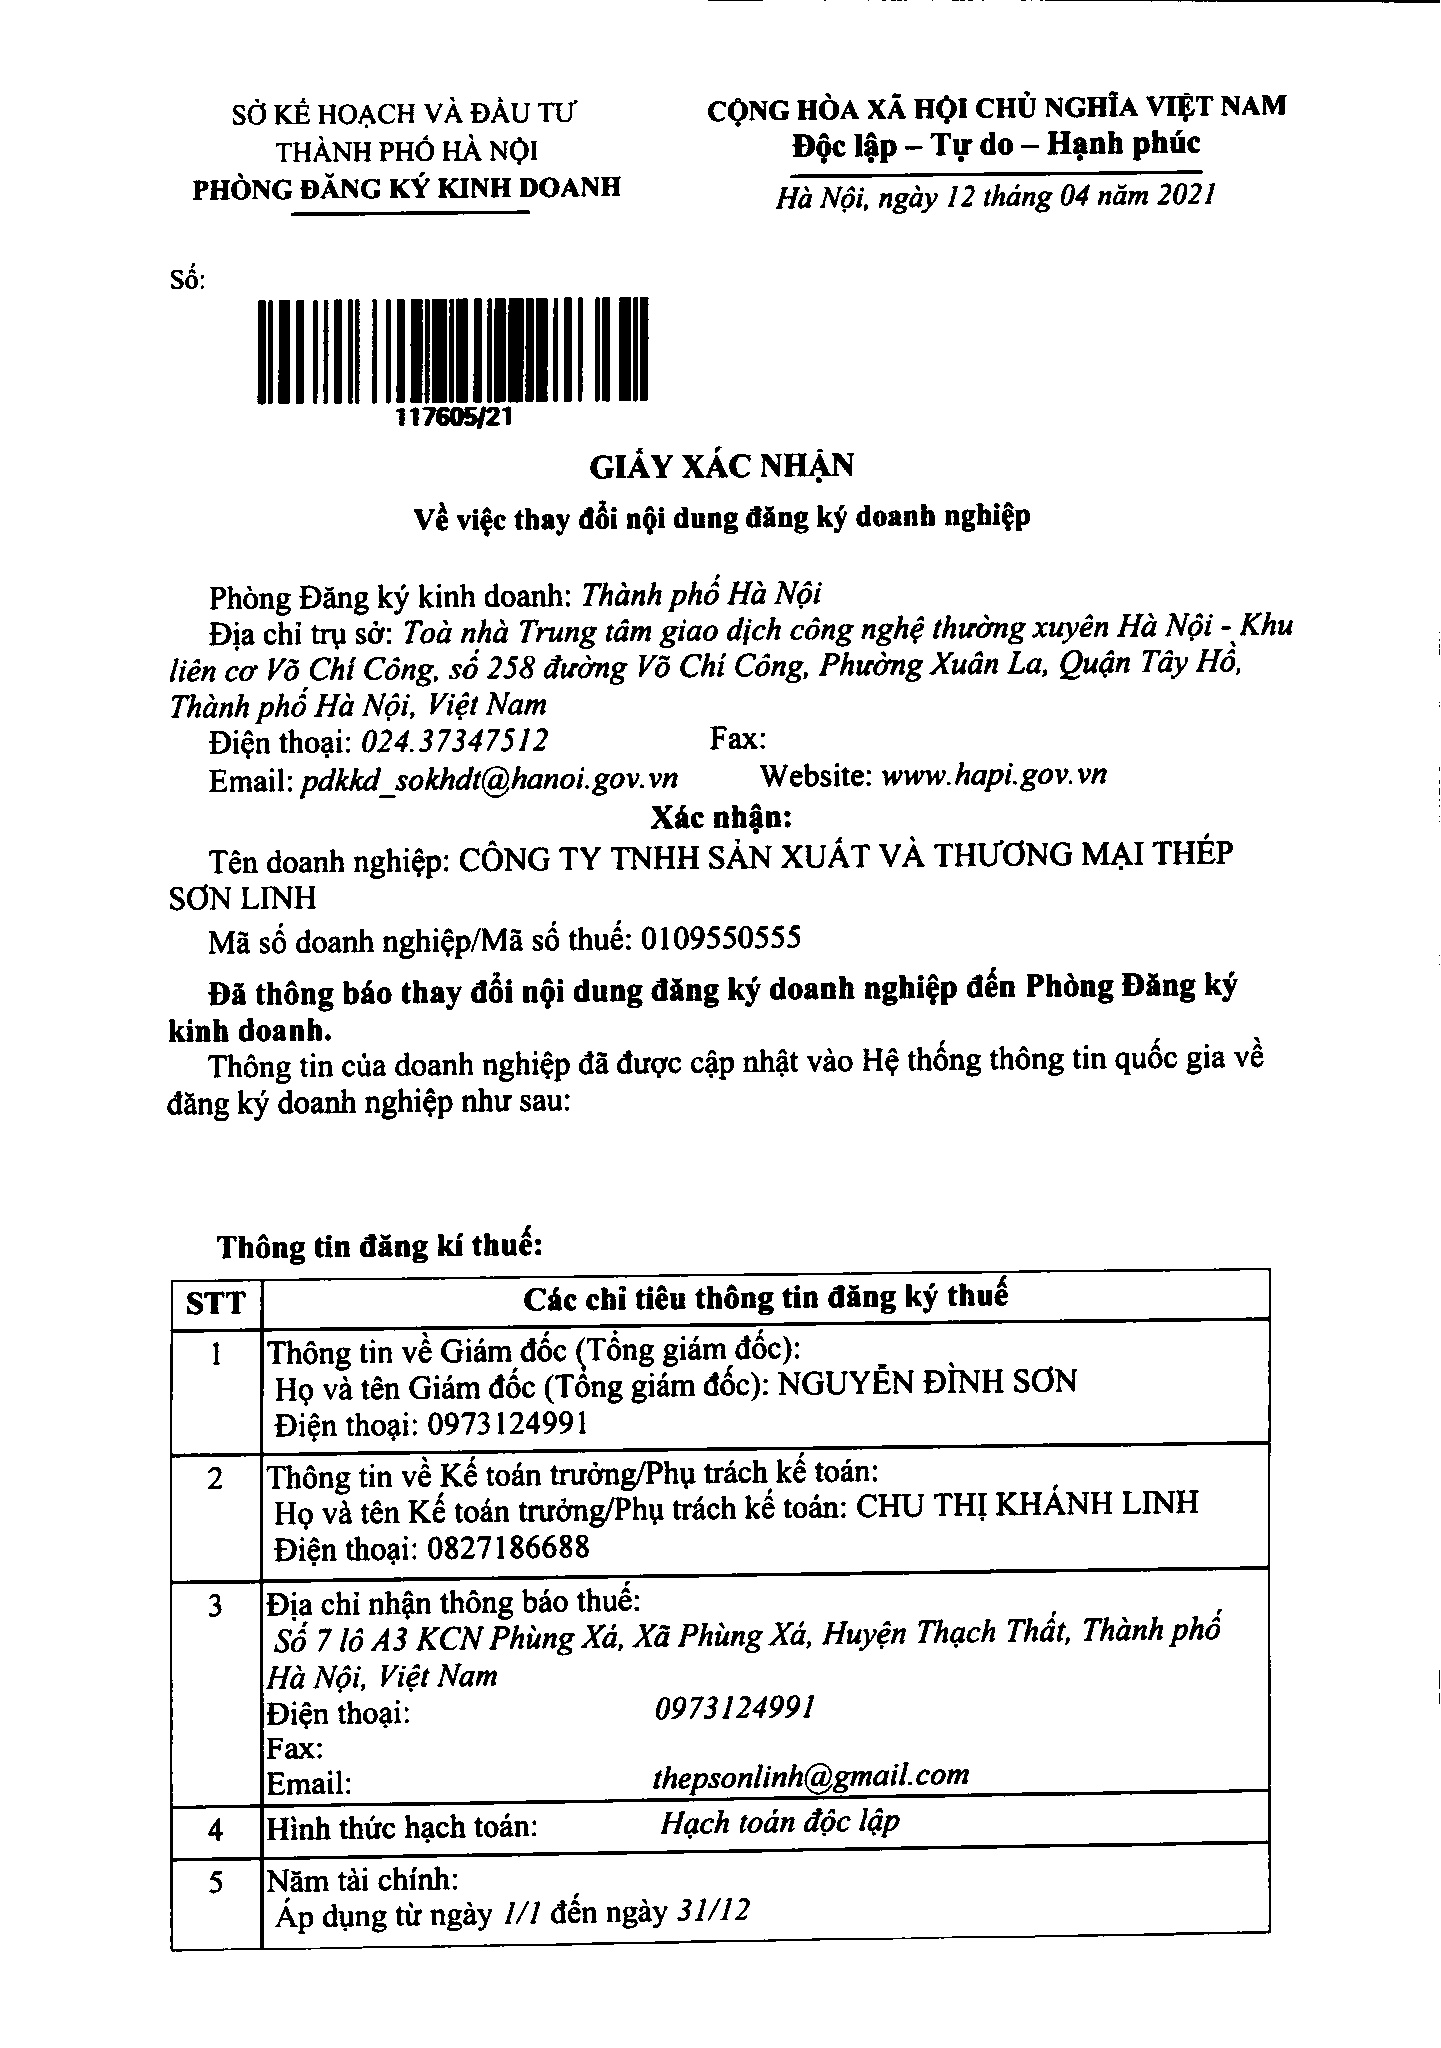 SỞ KẾ HOẠCH VÀ ĐẦU TƯ
THÀNH PHỐ HÀ NỘI
PHÒNG ĐĂNG KÝ KINH DOANH
CỘNG HÒA XÃ HỘI CHỦ NGHĨA VIỆT NAM
Độc lập – Tự do – Hạnh phúc
Hà Nội, ngày 12 tháng 04 năm 2021
Số:
117605/21
GIẤY XÁC NHẬN
Về việc thay đổi nội dung đăng ký doanh nghiệp
Phòng Đăng ký kinh doanh: Thành phố Hà Nội
Địa chỉ trụ sở: Toà nhà Trung tâm giao dịch công nghệ thường xuyên Hà Nội - Khu
liên cơ Võ Chí Công, số 258 đường Võ Chí Công, Phường Xuân La, Quận Tây Hồ,
Thành phố Hà Nội, Việt Nam
Điện thoại: 024.37347512 Fax:
Email: pdkkd_sokhdt@hanoi.gov.vn Website: www.hapi.gov.vn
Xác nhận:
Tên doanh nghiệp: CÔNG TY TNHH SẢN XUẤT VÀ THƯƠNG MẠI THÉP
SƠN LINH
Mã số doanh nghiệp/Mã số thuế: 0109550555
Đã thông báo thay đổi nội dung đăng ký doanh nghiệp đến Phòng Đăng ký
kinh doanh.
Thông tin của doanh nghiệp đã được cập nhật vào Hệ thống thông tin quốc gia về
đăng ký doanh nghiệp như sau:
Thông tin đăng kí thuế:
STT Các chỉ tiêu thông tin đăng ký thuế
1 Thông tin về Giám đốc (Tổng giám đốc):
Họ và tên Giám đốc (Tổng giám đốc): NGUYỄN ĐÌNH SƠN
Điện thoại: 0973124991
2 Thông tin về Kế toán trưởng/Phụ trách kế toán:
Họ và tên Kế toán trưởng/Phụ trách kế toán: CHU THỊ KHÁNH LINH
Điện thoại: 0827186688
3 Địa chỉ nhận thông báo thuế:
Số 7 lô A3 KCN Phùng Xá, Xã Phùng Xá, Huyện Thạch Thất, Thành phố
Hà Nội, Việt Nam
Điện thoại: 0973124991
Fax:
Email: thepsonlinh@gmail.com
4 Hình thức hạch toán: Hạch toán độc lập
5 Năm tài chính:
Áp dụng từ ngày 1/1 đến ngày 31/12